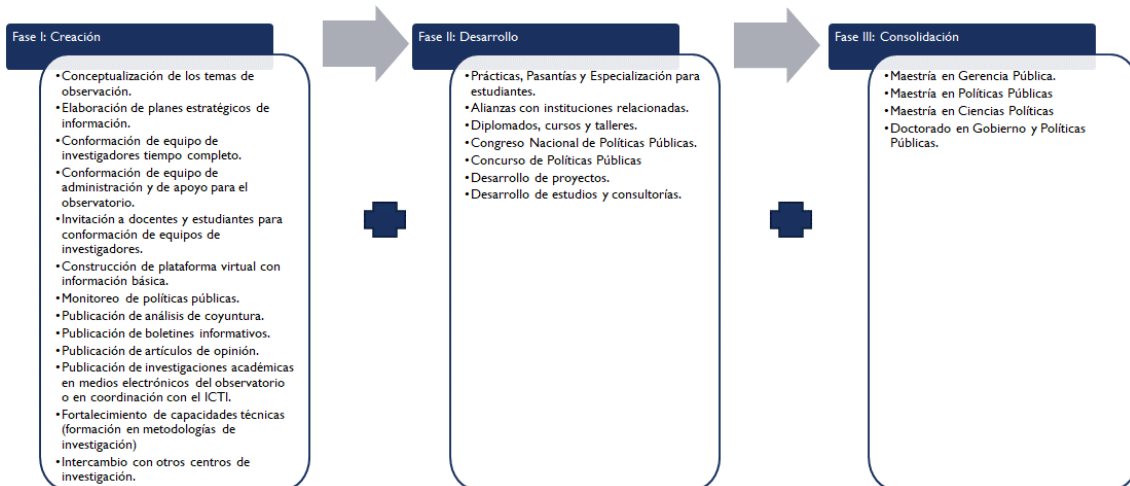 Fase I: Creación
•Conceptualización de los temas de
observación.
•Elaboración de planes estratégicos de
información.
•Conformación de equipo de
investigadores tiempo completo.
•Conformación de equipo de
administración y de apoyo para el
observatorio.
•Invitación a docentes y estudiantes para
conformación de equipos de
investigadores.
•Construcción de plataforma virtual con
información básica.
•Monitoreo de políticas públicas.
•Publicación de análisis de coyuntura.
•Publicación de boletines informativos.
•Publicación de artículos de opinión.
•Publicación de investigaciones académicas
en medios electrónicos del observatorio
o en coordinación con el ICTI.
•Fortalecimiento de capacidades técnicas
(formación en metodologías de
investigación)
•Intercambio con otros centros de
investigación.
Fase II: Desarrollo
•Prácticas, Pasantías y Especialización para
estudiantes.
•Alianzas con instituciones relacionadas.
•Diplomados, cursos y talleres.
•Congreso Nacional de Políticas Públicas.
•Concurso de Políticas Públicas
•Desarrollo de proyectos.
•Desarrollo de estudios y consultorías.
Fase III: Consolidación
•Maestría en Gerencia Pública.
•Maestría en Políticas Públicas
•Maestría en Ciencias Políticas
•Doctorado en Gobierno y Políticas
Públicas.